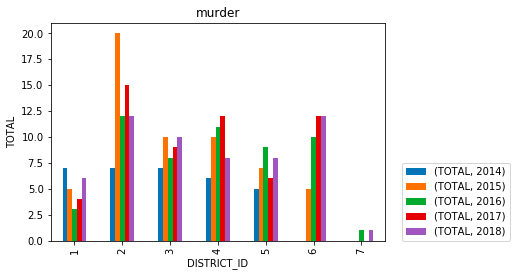 murder
TOTAL
20.0
17.5
15.0
12.5
10.0
7.5
5.0
2.5
0.0
1 2 3 4 5 6 7
DISTRICT_ID
(TOTAL, 2014)
(TOTAL, 2015)
(TOTAL, 2016)
(TOTAL, 2017)
(TOTAL, 2018)